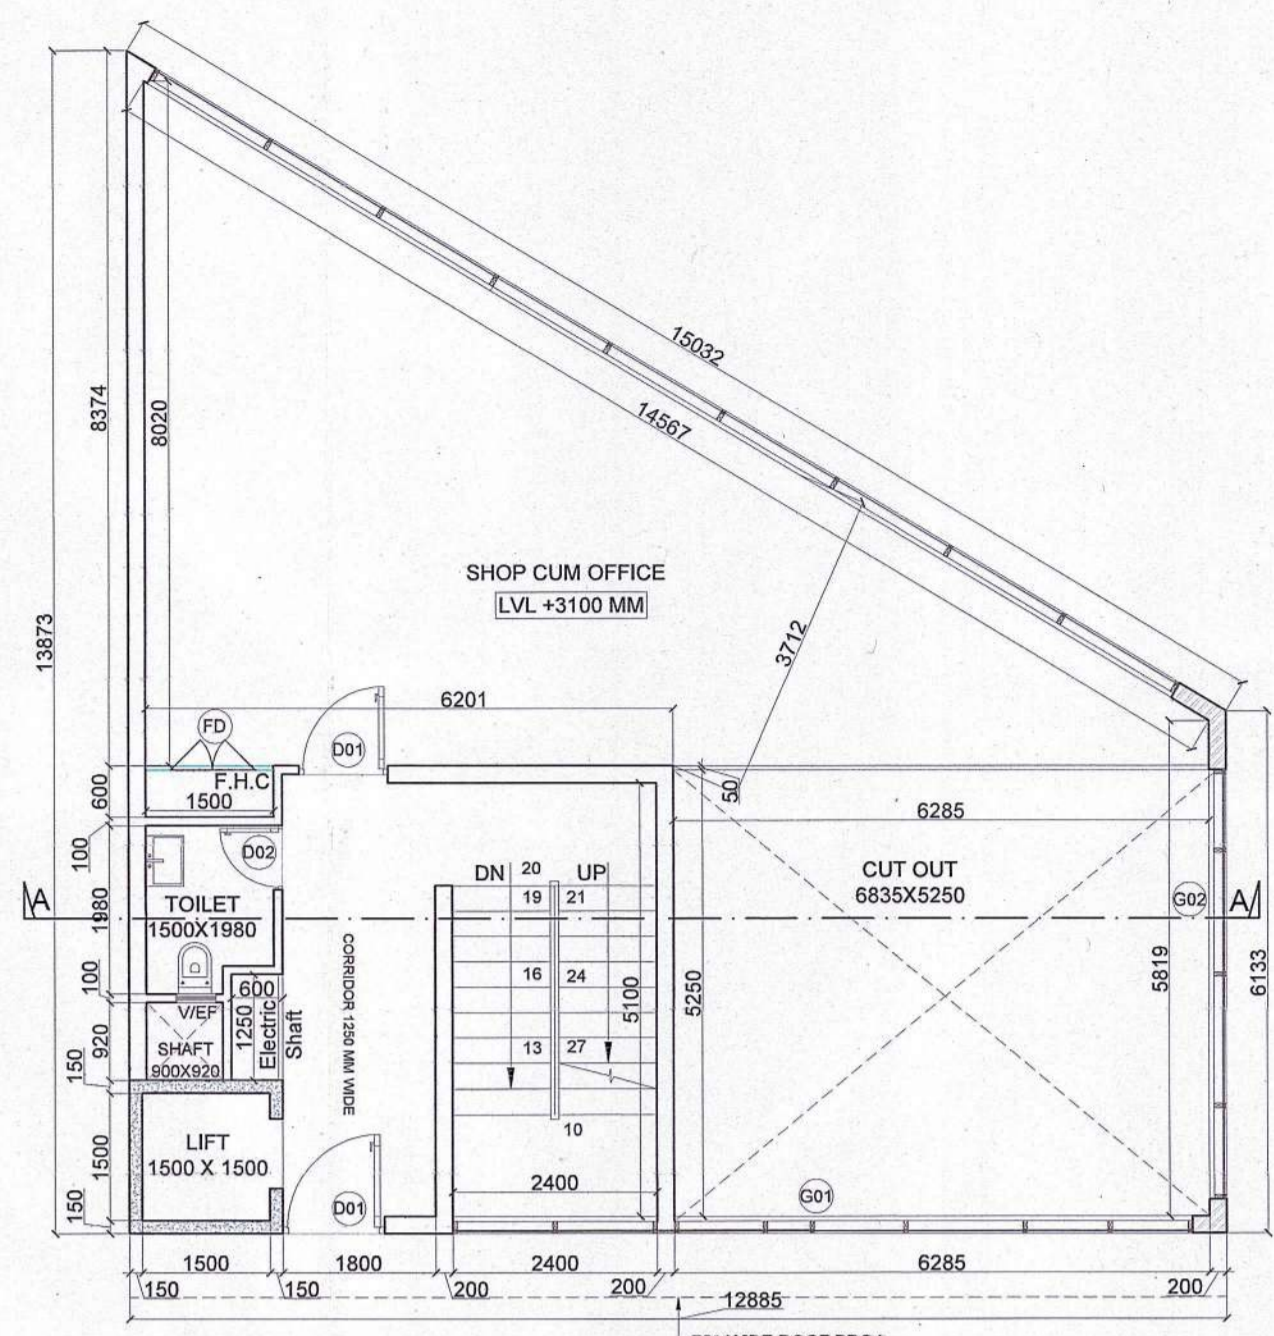 15032
14567
8374
8020
13873
SHOP CUM OFFICE
LVL +3100 MM
3712
6201
FD
D01
F.H.C
1500
600
50
6285
100
D02
CUT OUT
6835X5250
DN
20
UP
19
21
TOILET
1500X1980
1980
G02
A
A
16
24
5100
5250
5819
6133
100
600
V/EF
1250
Electric
Shaft
CORRIDOR 1250 MM WIDE
SHAFT
900X920
920
13
27
150
10
LIFT
1500 X 1500
1500
2400
D01
G01
150
1500
1800
2400
6285
150
150
200
200
200
12885